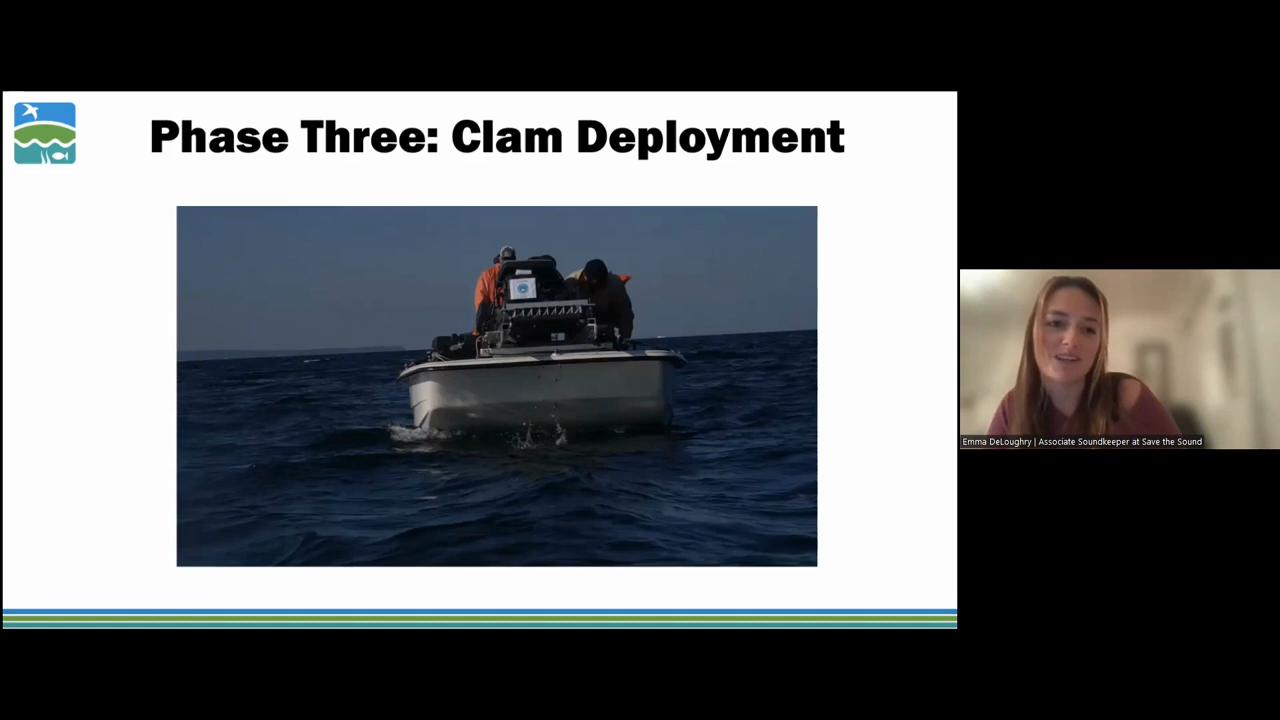 Phase Three: Clam Deployment
Emma DeLoughry | Associate Soundkeeper at Save the Sound